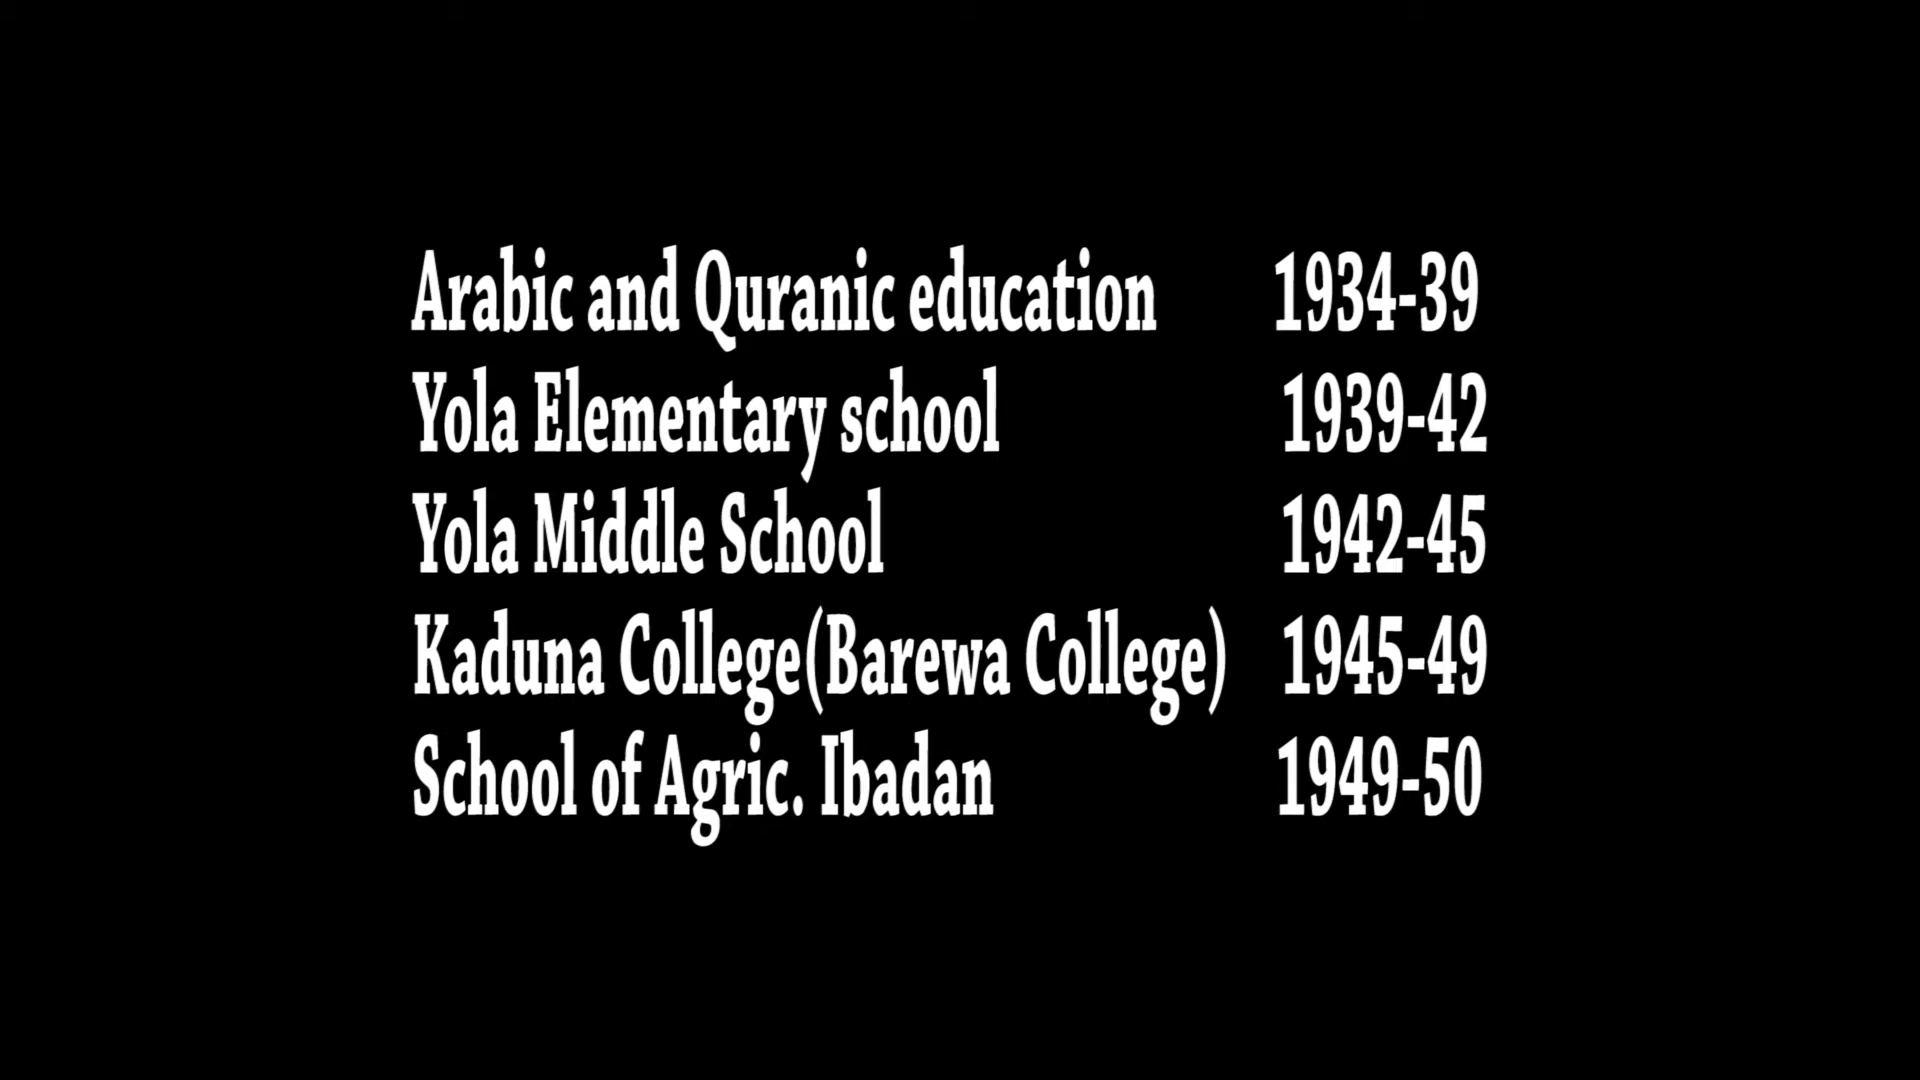 Arabic and Quranic education 1934-39
Yola Elementary school 1939-42
Yola Middle School 1942-45
Kaduna College(Barewa College) 1945-49
School of Agric. Ibadan 1949-50